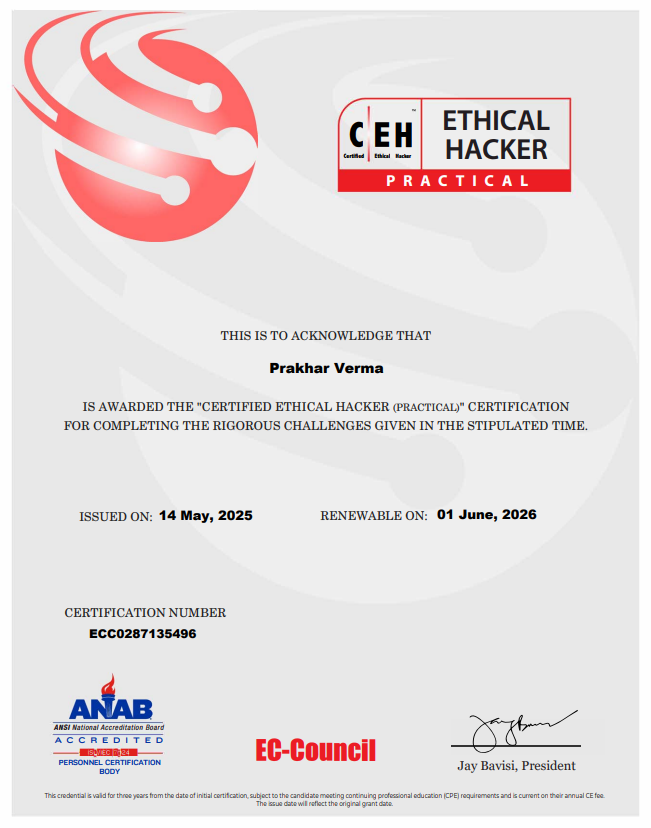 C|EH™
Certified Ethical Hacker
ETHICAL
HACKER
PRACTICAL
THIS IS TO ACKNOWLEDGE THAT
Prakhar Verma
IS AWARDED THE "CERTIFIED ETHICAL HACKER (PRACTICAL)" CERTIFICATION
FOR COMPLETING THE RIGOROUS CHALLENGES GIVEN IN THE STIPULATED TIME.
ISSUED ON: 14 May, 2025 RENEWABLE ON: 01 June, 2026
CERTIFICATION NUMBER
ECC0287135496
ANAB
ANSI National Accreditation Board
ACCREDITED
PERSONNEL CERTIFICATION
BODY
EC-Council
Jay Bavisi, President
This credential is valid for three years from the date of initial certification, subject to the candidate meeting continuing professional education (CPE) requirements and is current on their annual CE fee.
The issue date will reflect the original grant date.